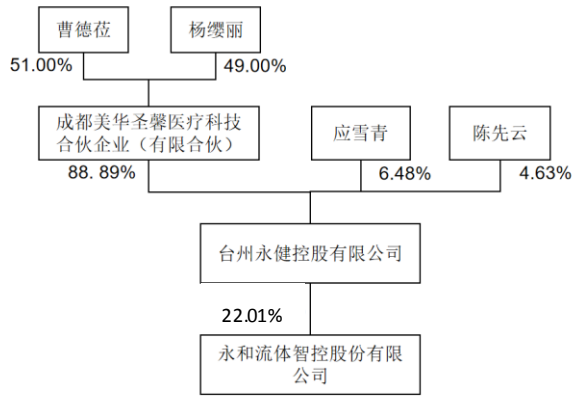 曹德莅
杨缨丽
51.00%
49.00%
成都美华圣馨医疗科技
合伙企业（有限合伙）
应雪青
陈先云
88. 89%
6.48%
4.63%
台州永健控股有限公司
22.01%
永和流体智控股份有限
公司